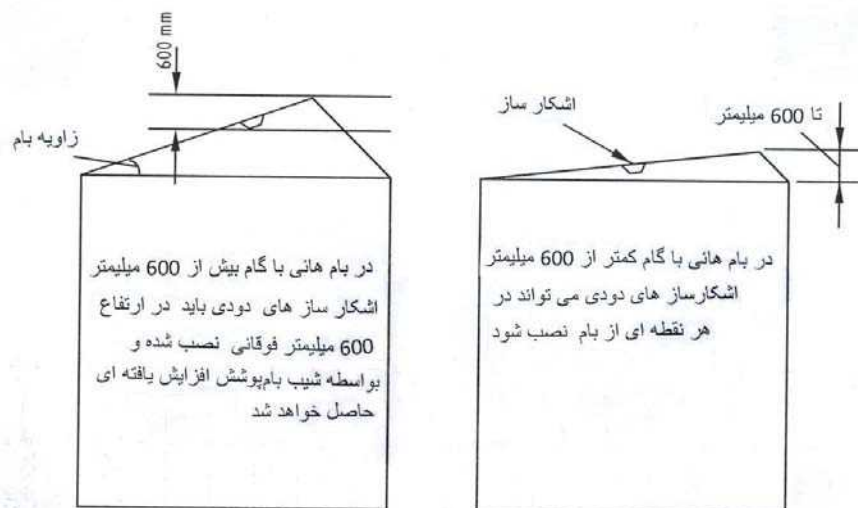 600 mm
زاویه بام
در بام هائی با گام بیش از 600 میلیمتر
اشکار ساز های دودی باید در ارتفاع
600 میلیمتر فوقانی نصب شده و
بواسطه شیب بام‌پوشش افزایش یافته ای
حاصل خواهد شد
اشکار ساز
تا 600 میلیمتر
در بام هائی با گام کمتر از 600 میلیمتر
اشکارساز های دودی می تواند در
هر نقطه ای از بام نصب شود